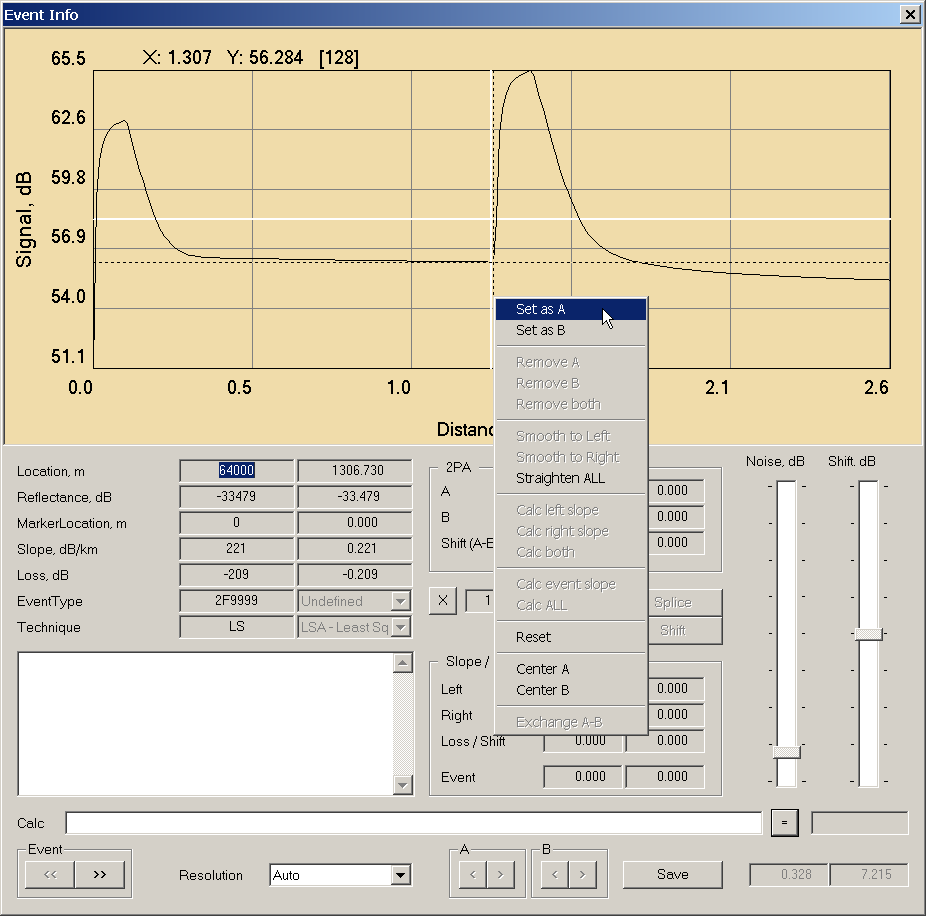 Event Info
X: 1.307 Y: 56.284 [128]
65.5
62.6
59.8
56.9
54.0
51.1
Signal, dB
0.0 0.5 1.0 2.1 2.6
Distanc
Set as A
Set as B
Remove A
Remove B
Remove both
Smooth to Left
Smooth to Right
Straighten ALL
Calc left slope
Calc right slope
Calc both
Calc event slope
Calc ALL
Reset
Center A
Center B
Exchange A-B
Location, m 64000 1306.730
Reflectance, dB -33479 -33.479
MarkerLocation, m 0 0.000
Slope, dB/km 221 0.221
Loss, dB -209 -0.209
EventType 2F9999 Undefined
Technique LS LSA - Least Sq
2PA
A 0.000
B 0.000
Shift (A-B 0.000
X 1
Splice
Shift
Slope /
Left 0.000
Right 0.000
Loss / Shift 0.000 0.000
Event 0.000 0.000
Noise, dB Shift. dB
Calc =
Event
<< >>
Resolution Auto
A
< >
B
< >
Save
0.328 7.215